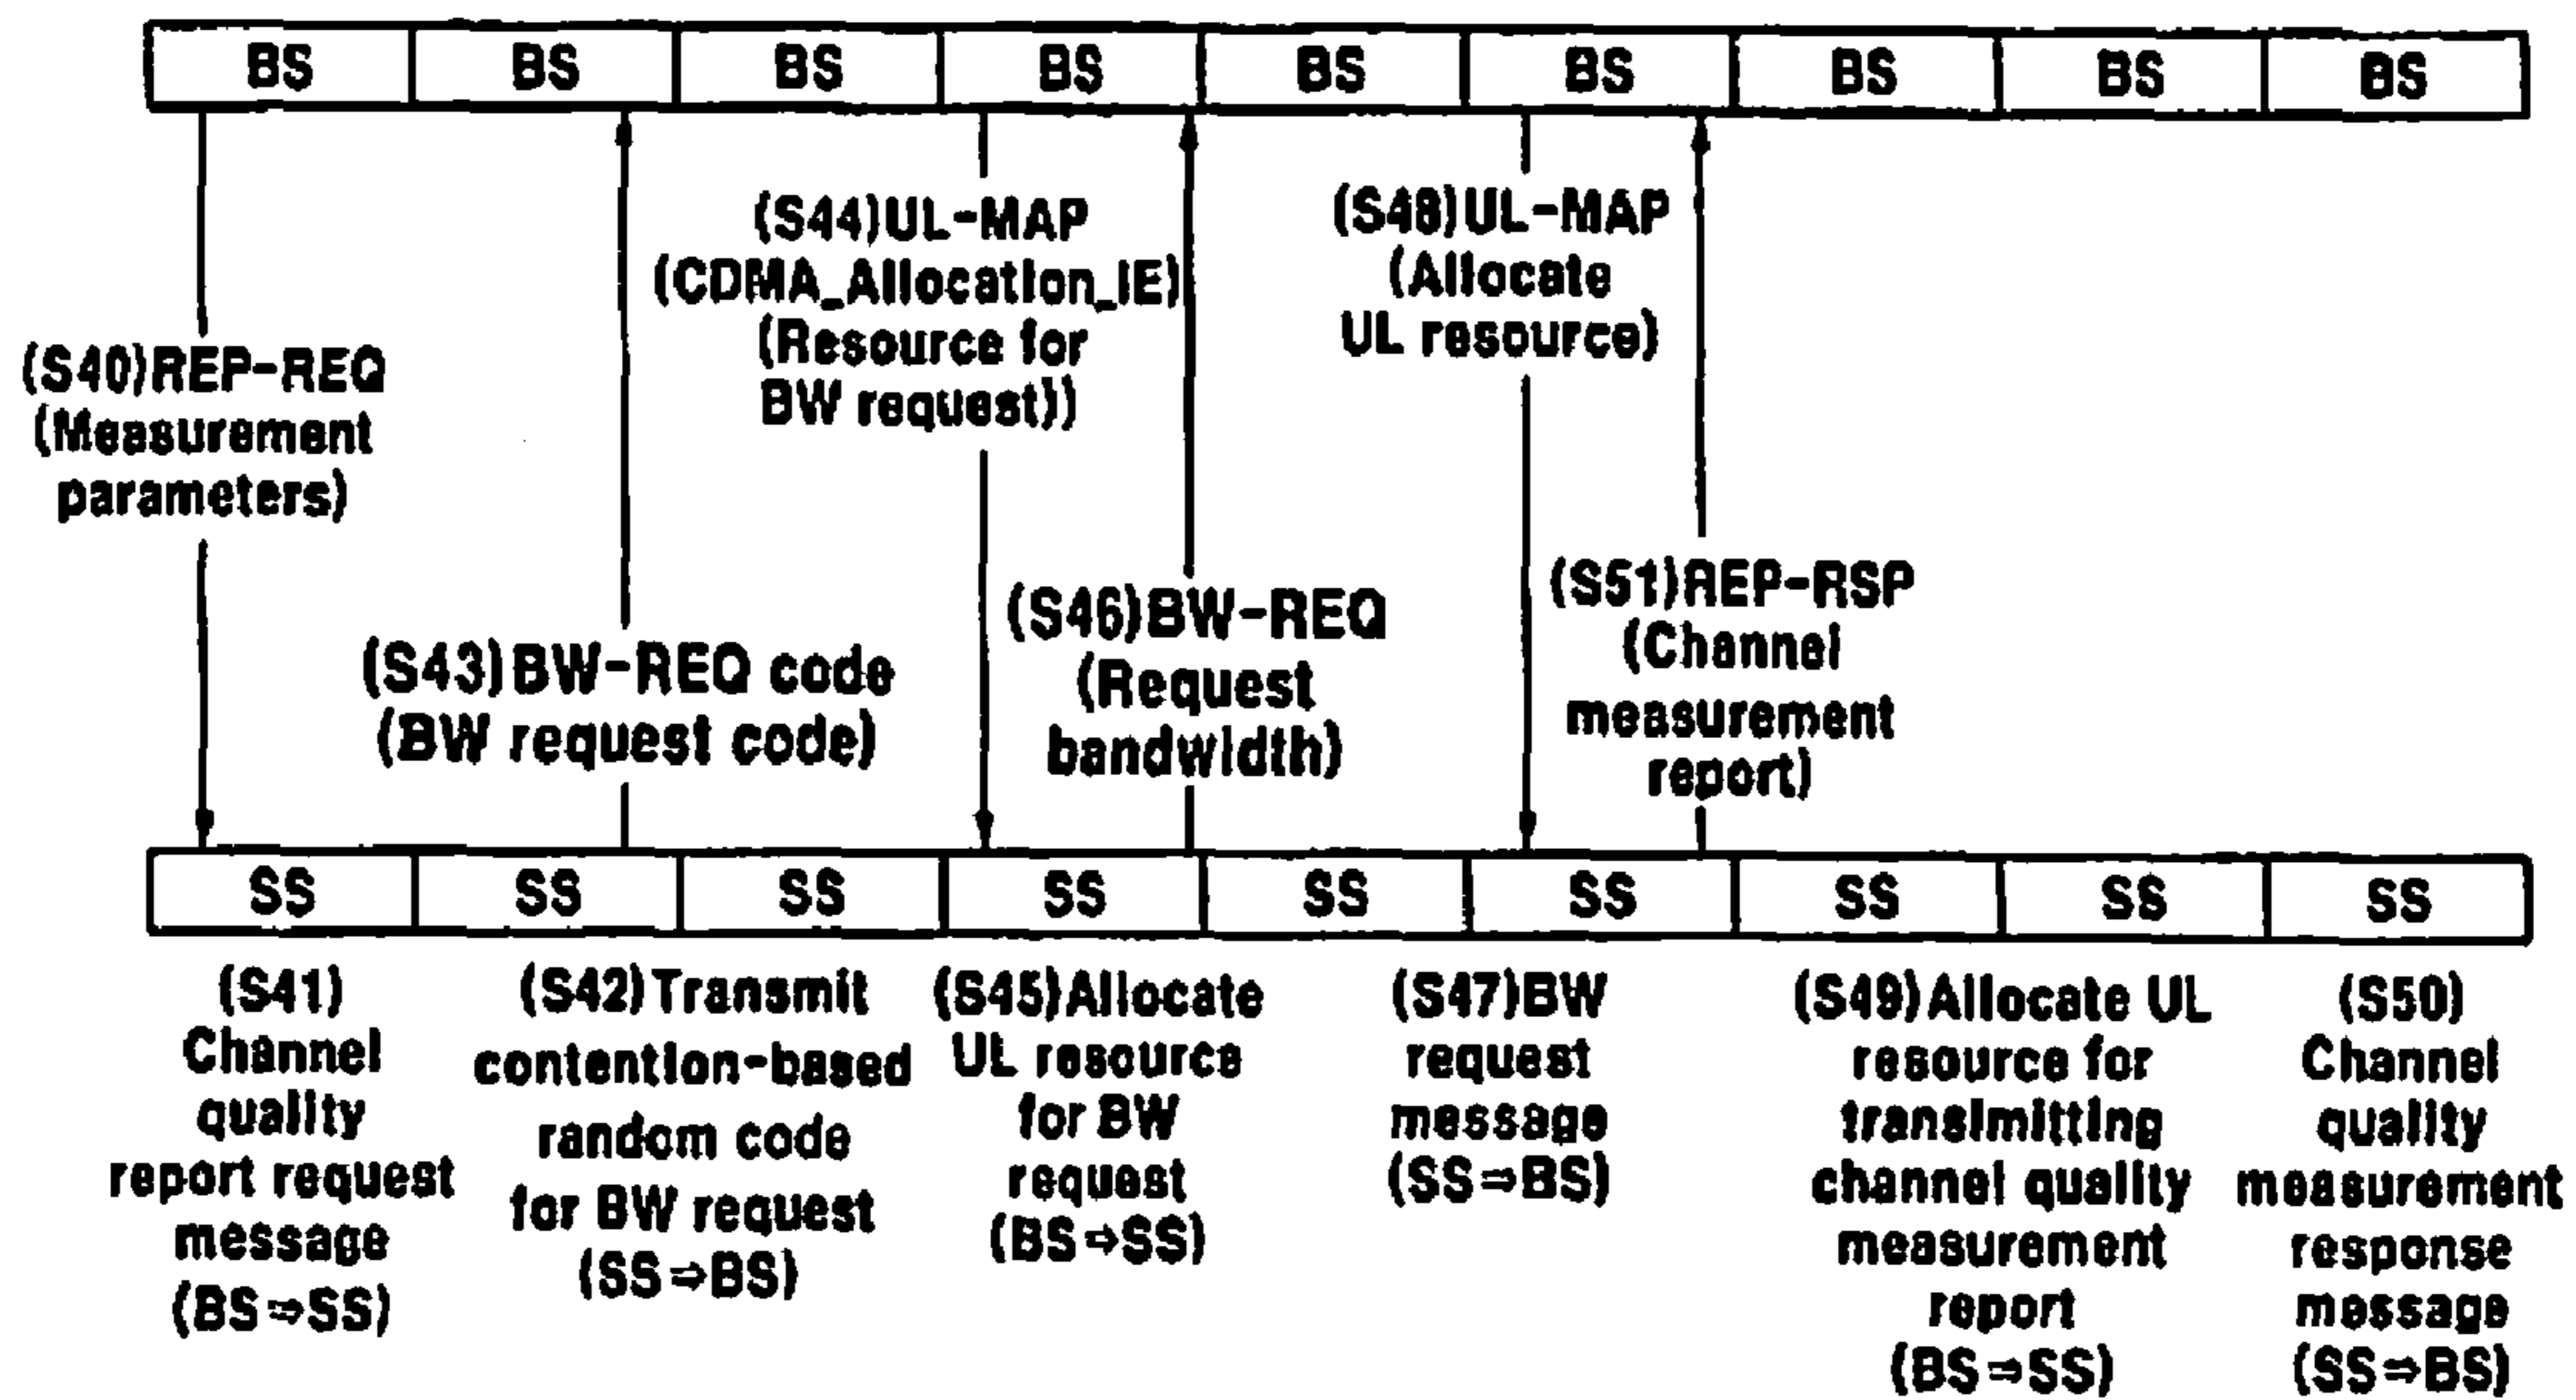 BS BS BS BS BS BS BS BS BS
(S40)REP-REQ
(Measurement
parameters)
(S43)BW-REQ code
(BW request code)
(S44)UL-MAP
(CDMA_Allocation_IE)
(Resource for
BW request))
(S46)BW-REQ
(Request
bandwidth)
(S48)UL-MAP
(Allocate
UL resource)
(S51)REP-RSP
(Channel
measurement
report)
SS SS SS SS SS SS SS SS SS
(S41)
Channel
quality
report request
message
(BS⇒SS)
(S42)Transmit
contention-based
random code
for BW request
(SS⇒BS)
(S45)Allocate
UL resource
for BW
request
(BS⇒SS)
(S47)BW
request
message
(SS⇒BS)
(S49)Allocate UL
resource for
transimitting
channel quality
measurement
report
(BS⇒SS)
(S50)
Channel
quality
measurement
response
message
(SS⇒BS)